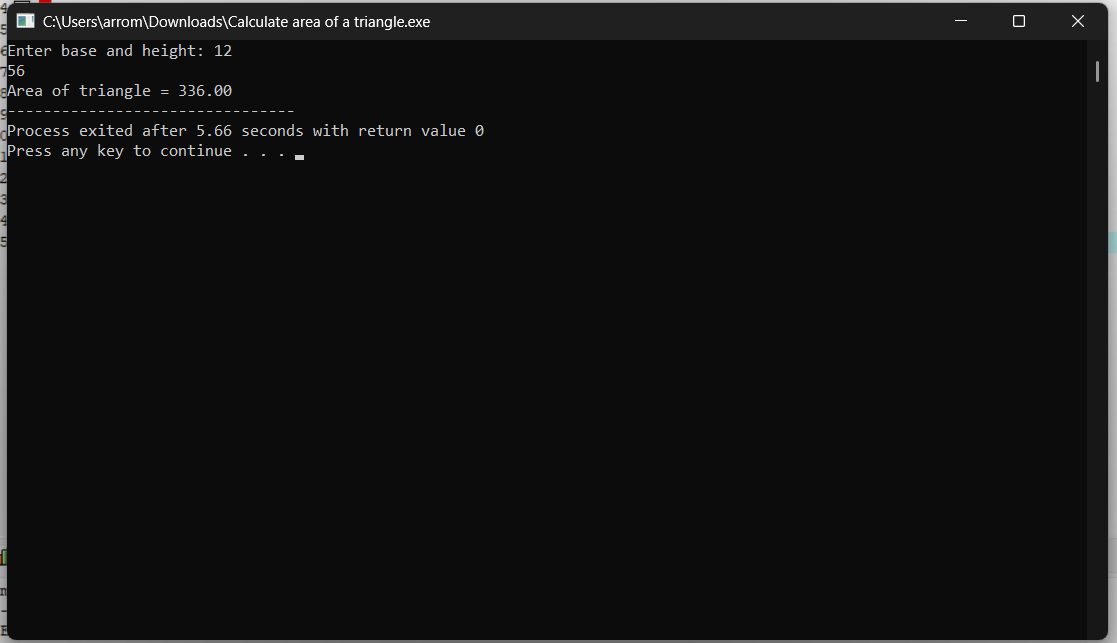 C:\Users\arrom\Downloads\Calculate area of a triangle.exe
Enter base and height: 12
56
Area of triangle = 336.00
--------------------------------
Process exited after 5.66 seconds with return value 0
Press any key to continue . . .